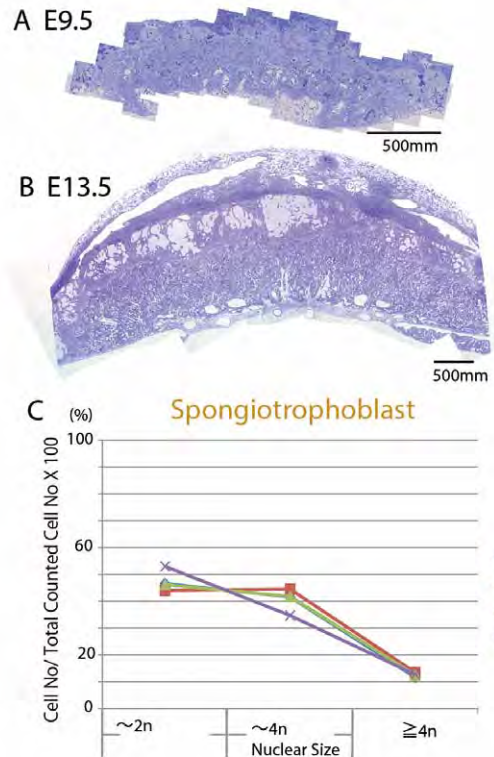 A E9.5
500mm
B E13.5
500mm
C (%) Spongiotrophoblast
100
60
20
0
Cell No/ Total Counted Cell No X 100
～2n ～4n ≧4n
Nuclear Size